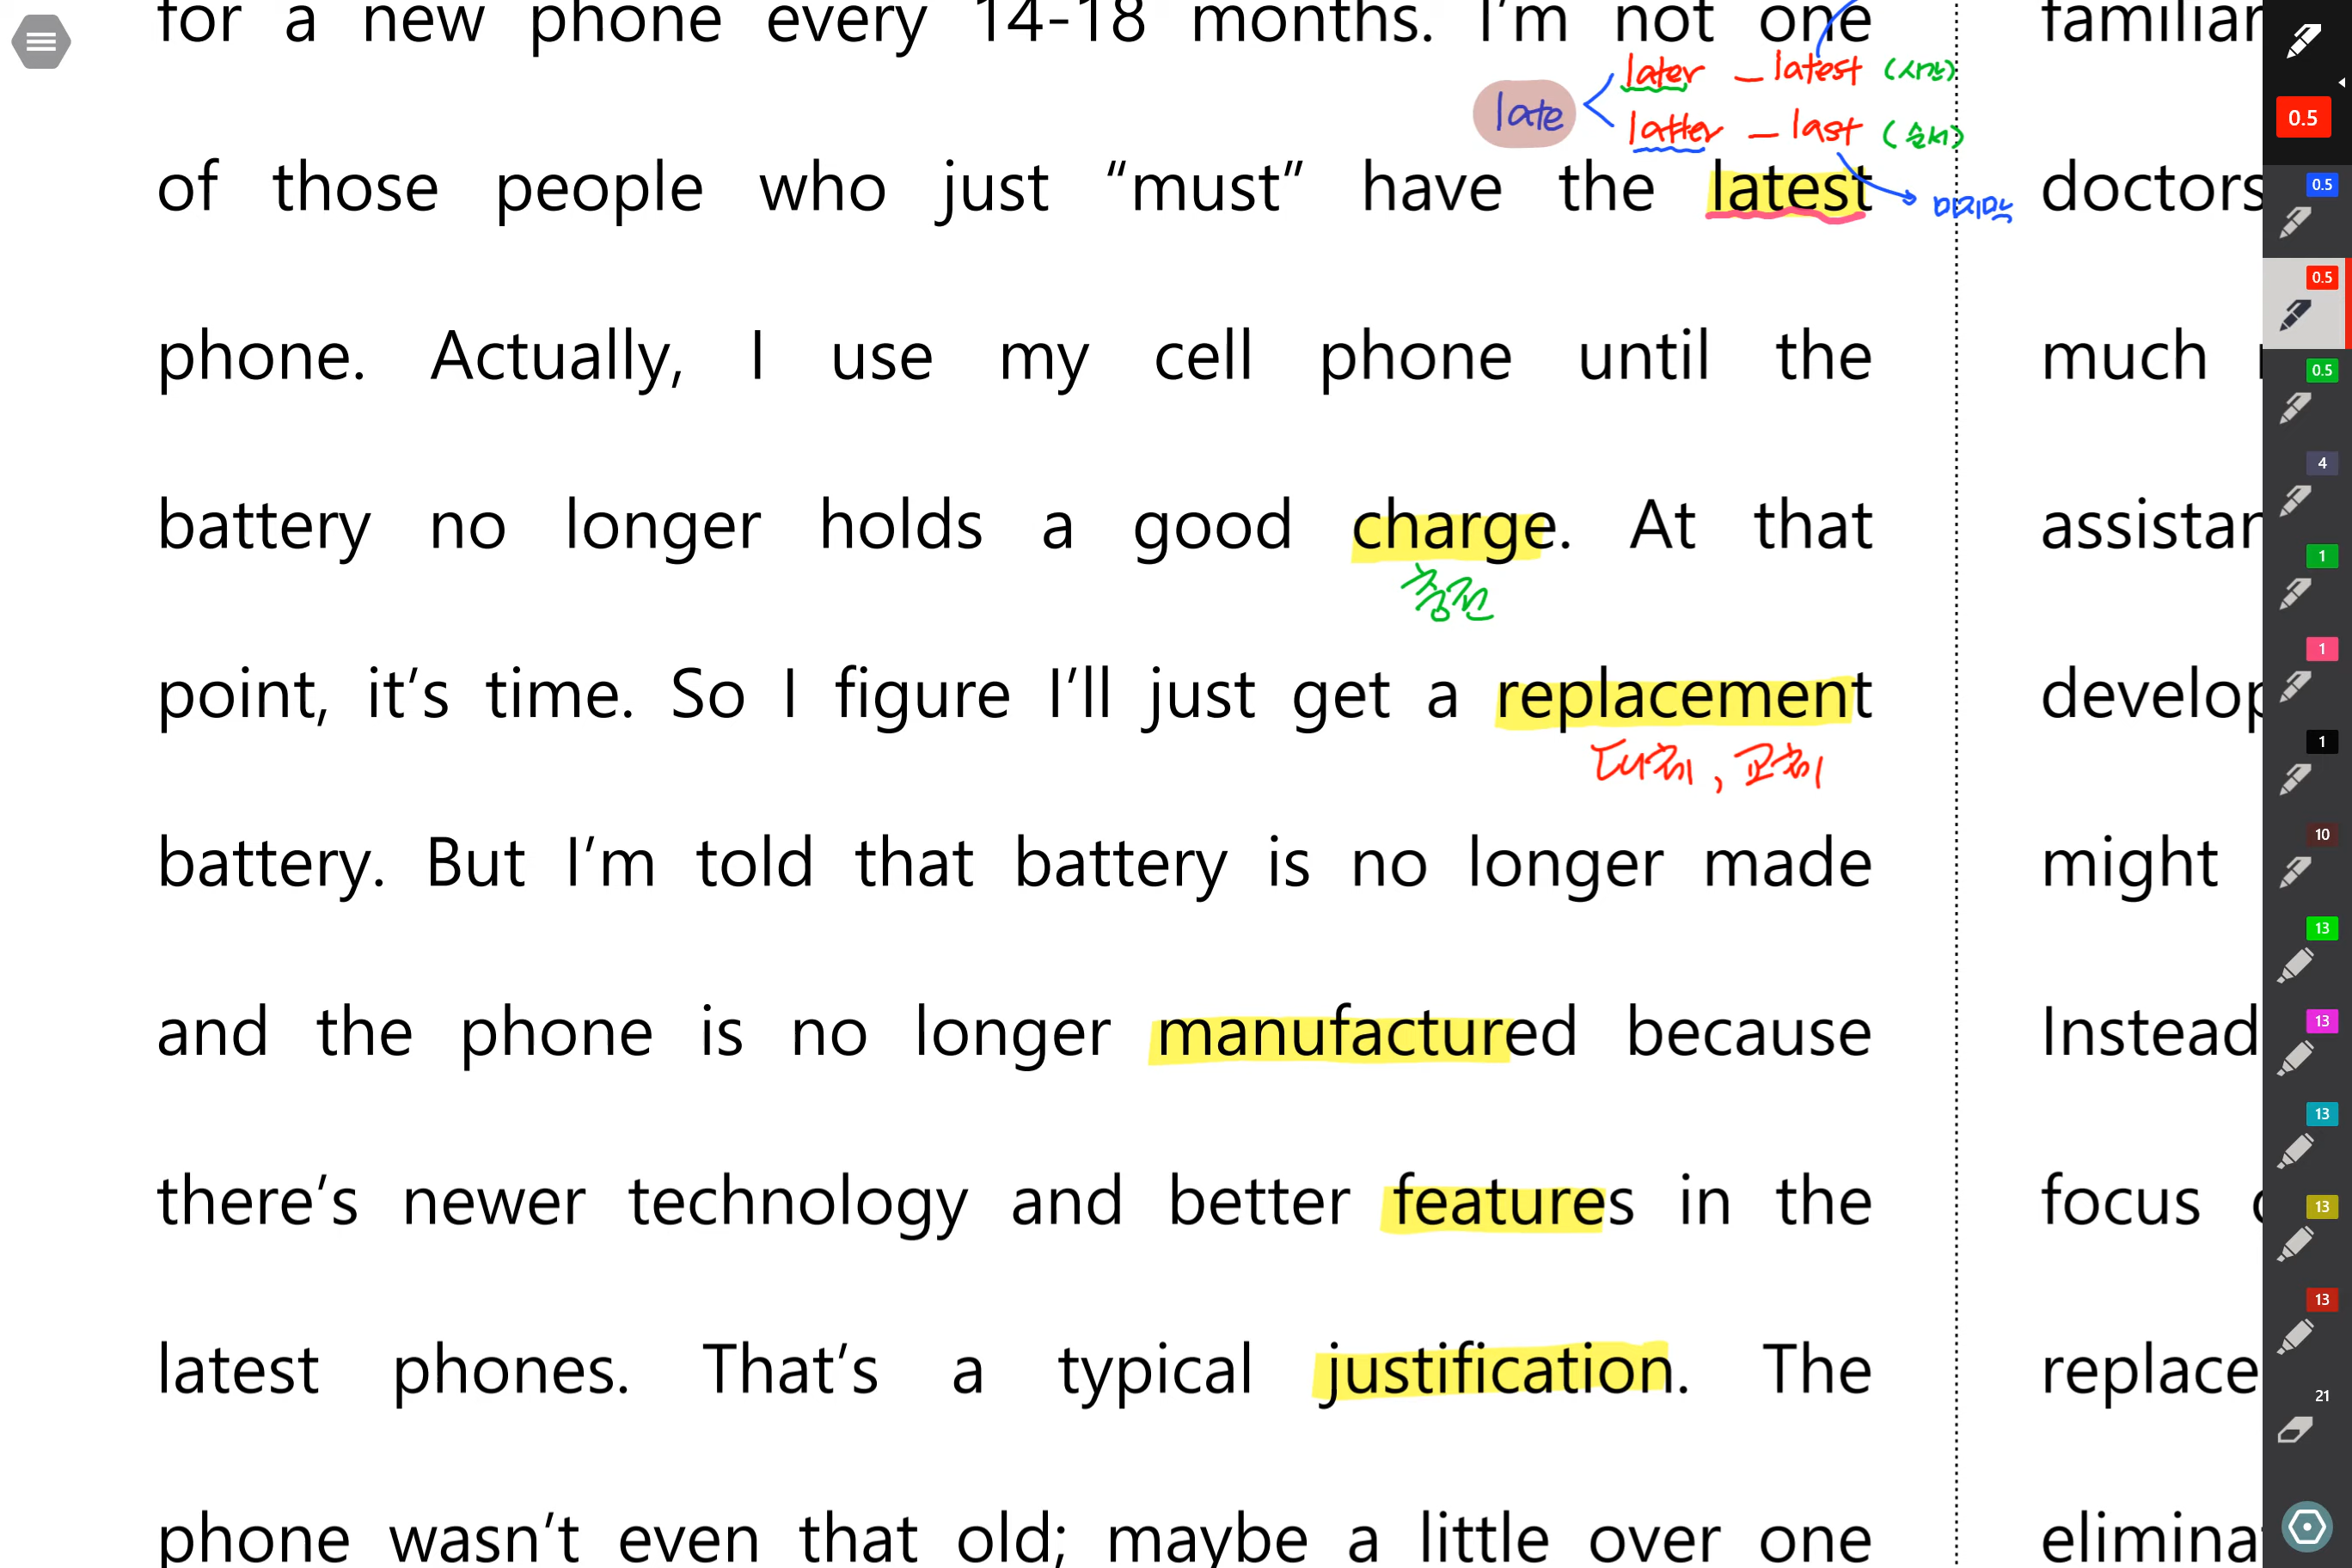 for a new phone every 14-18 months. I'm not one
later – latest (시간)
late
latter – last (순서)
of those people who just “must” have the latest
마지막
phone. Actually, I use my cell phone until the
battery no longer holds a good charge. At that
충전
point, it's time. So I figure I'll just get a replacement
대체, 교체
battery. But I'm told that battery is no longer made
and the phone is no longer manufactured because
there's newer technology and better features in the
latest phones. That's a typical justification. The
phone wasn't even that old; maybe a little over one
familiar
doctors
much
assistan
develop
might
Instead
focus
replace
elimina
0.5
0.5
0.5
0.5
4
1
1
1
10
13
13
13
13
13
21